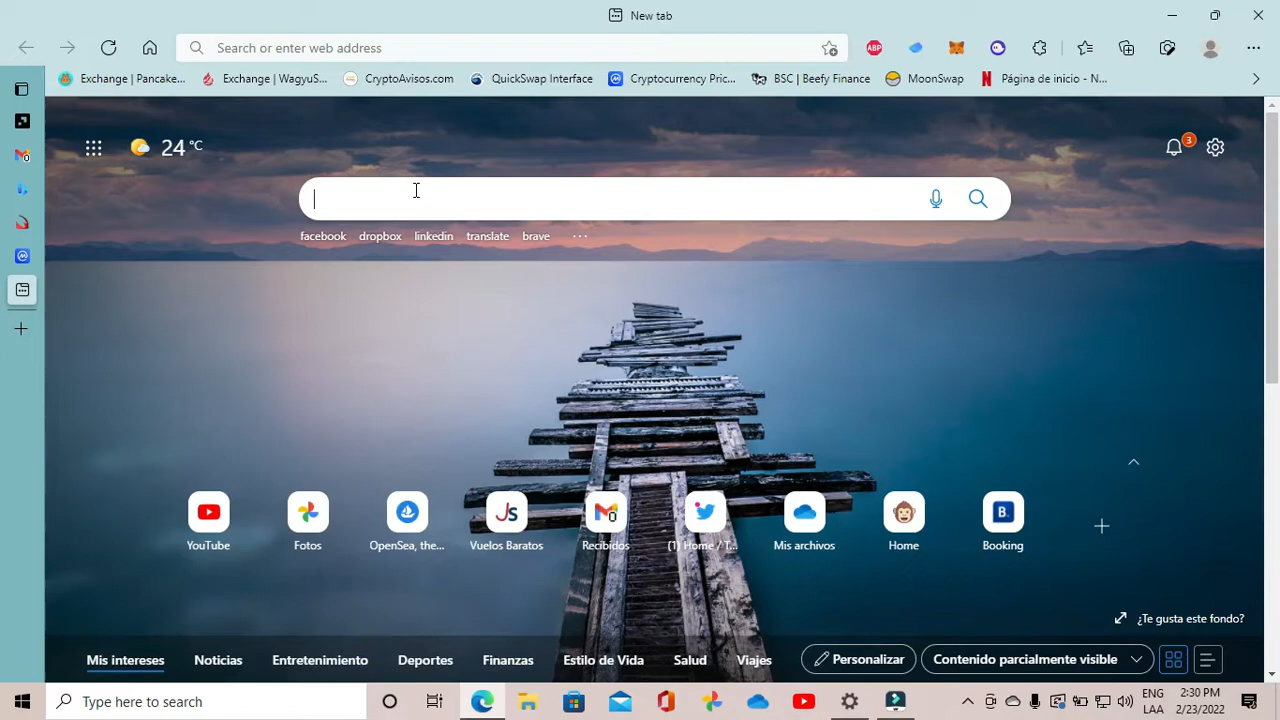 New tab
Search or enter web address
ABP
Exchange | Pancake...
Exchange | WagyuS...
CryptoAvisos.com
QuickSwap Interface
Cryptocurrency Pric...
BSC | Beefy Finance
MoonSwap
Página de inicio - N...
24 °C
3
facebook
dropbox
linkedin
translate
brave
...
YouTube
Fotos
OpenSea, the...
Vuelos Baratos
Recibidos
(1) Home / T...
Mis archivos
Home
Booking
¿Te gusta este fondo?
Mis intereses
Noticias
Entretenimiento
Deportes
Finanzas
Estilo de Vida
Salud
Viajes
Personalizar
Contenido parcialmente visible
Type here to search
ENG
LAA
2:30 PM
2/23/2022